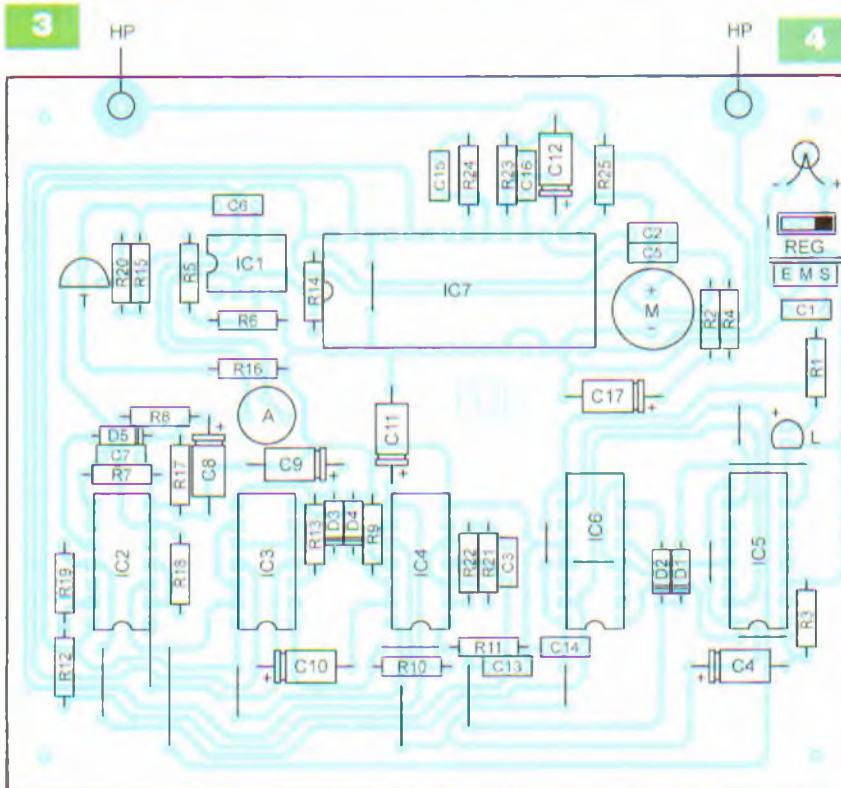 3 HP HP 4
C15 R24 R23 C16 C12 R25
- +
C6
REG
E M S
R20 R15 R5 IC1 R14 IC7 C2 C5
T
+ M -
R2 R4 C1
R6
R16 R1
R8 A C11 C17 +
+ L
D5 C7 R7 R17 + C8 C9 + +
IC2 IC3 R13 D3 D4 R9 IC4 R22 R21 C3 IC6 D2 D1 IC5
R19 R18 R3
R12 + C10 R10 R11 C13 C14 + C4